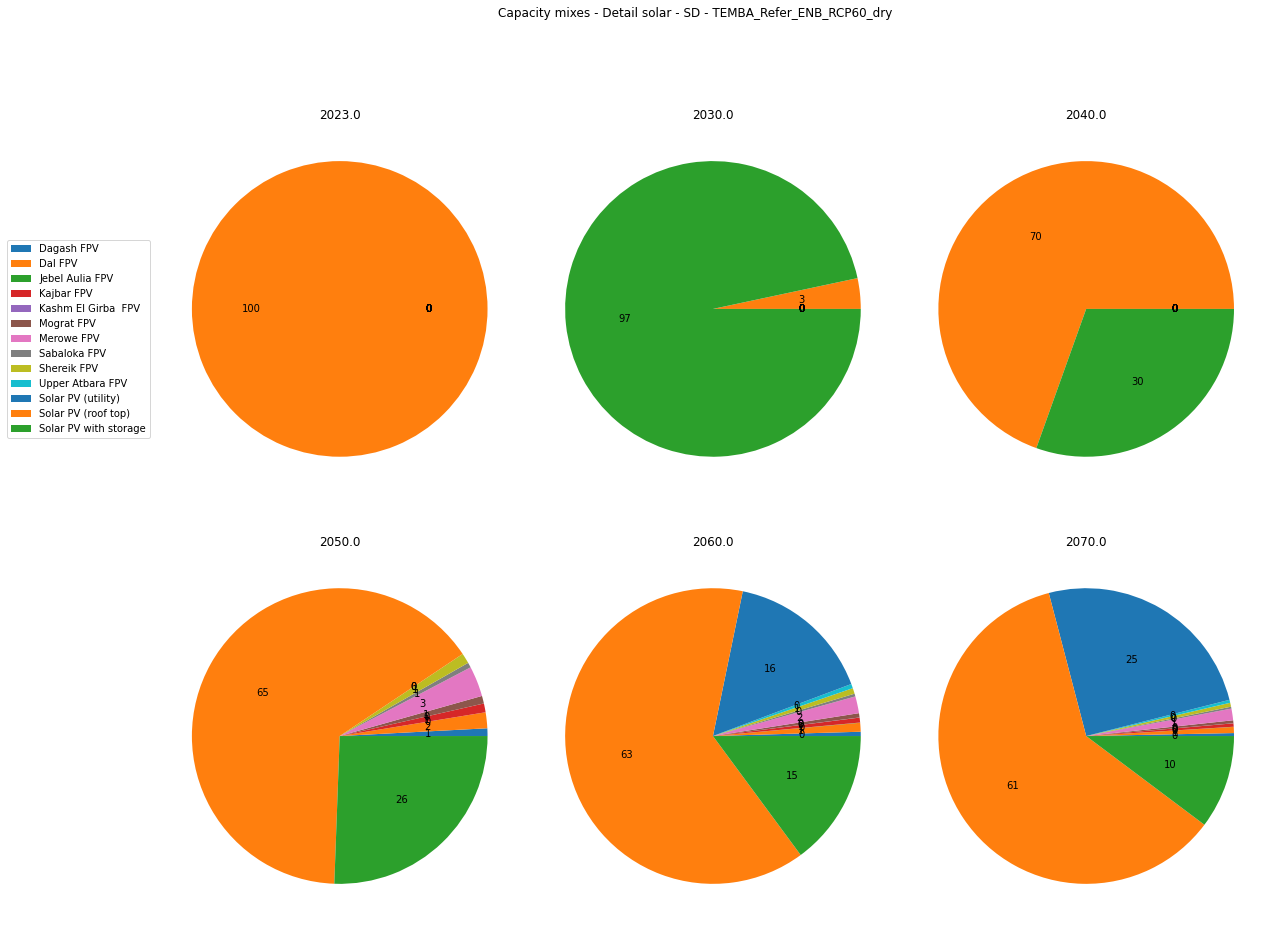 Capacity mixes - Detail solar - SD - TEMBA_Refer_ENB_RCP60_dry
2023.0
2030.0
2040.0
Dagash FPV
Dal FPV
Jebel Aulia FPV
Kajbar FPV
Kashm El Girba  FPV
Mograt FPV
Merowe FPV
Sabaloka FPV
Shereik FPV
Upper Atbara FPV
Solar PV (utility)
Solar PV (roof top)
Solar PV with storage
100
0
97
3
0
70
0
30
2050.0
2060.0
2070.0
65
3
1
26
63
16
15
61
25
10